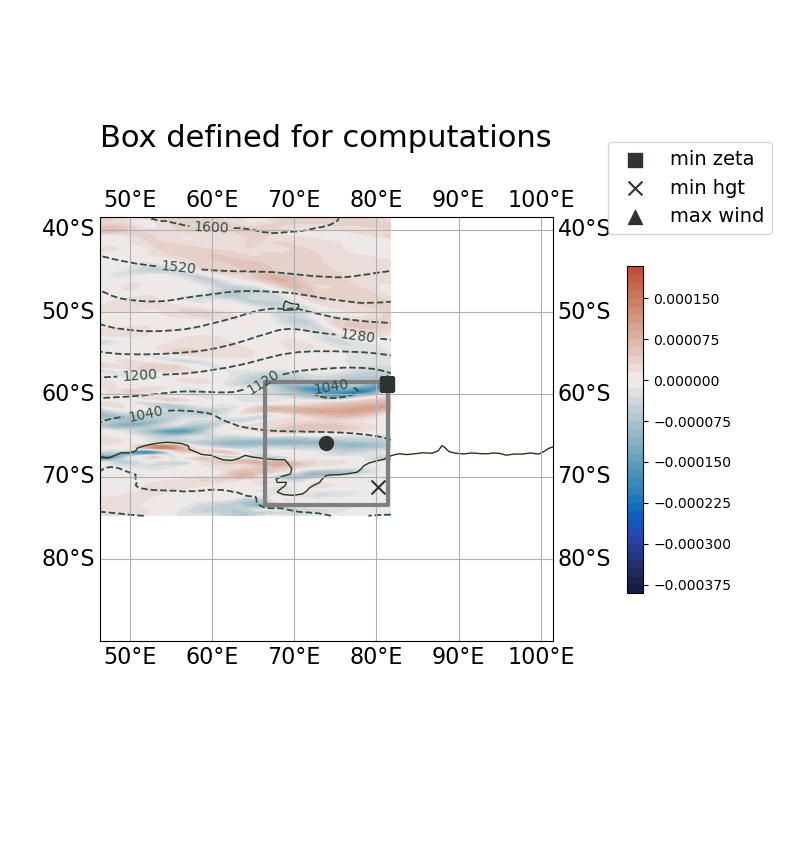 Box defined for computations
min zeta
min hgt
max wind
50°E 60°E 70°E 80°E 90°E 100°E
40°S 40°S
50°S 50°S
60°S 60°S
70°S 70°S
80°S 80°S
1600
1520
1280
1200
1120
1040
1040
0.000150
0.000075
0.000000
−0.000075
−0.000150
−0.000225
−0.000300
−0.000375
50°E 60°E 70°E 80°E 90°E 100°E